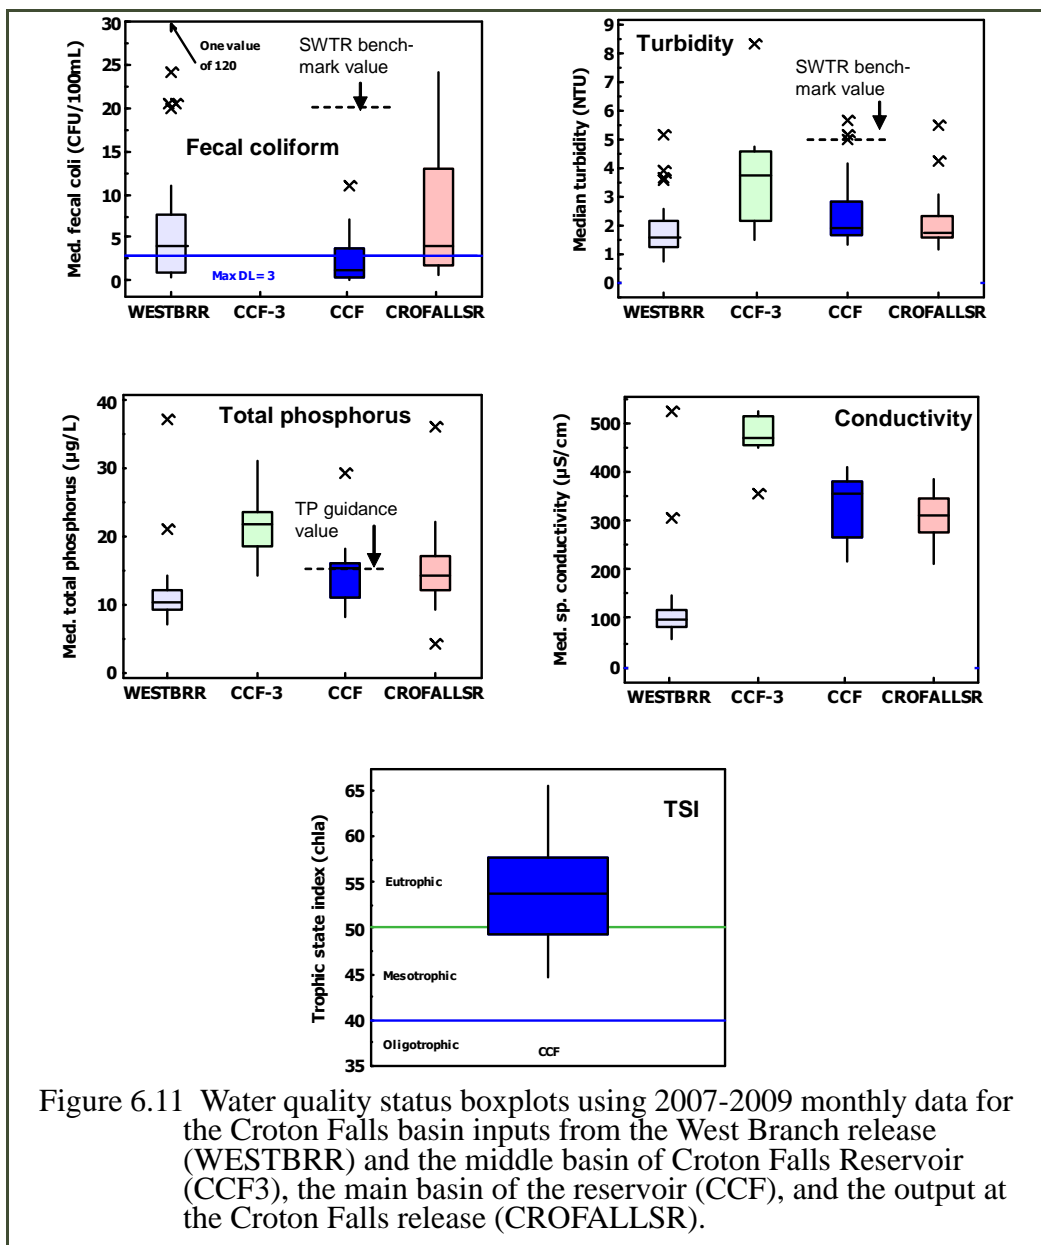 30
25
20
15
10
5
0
Med. fecal coli (CFU/100mL)
One value
of 120
SWTR bench-
mark value
Fecal coliform
Max DL = 3
WESTBRR CCF-3 CCF CROFALLSR
9
8
7
6
5
4
3
2
1
0
Median turbidity (NTU)
Turbidity
SWTR bench-
mark value
WESTBRR CCF-3 CCF CROFALLSR
40
30
20
10
0
Med. total phosphorus (µg/L)
Total phosphorus
TP guidance
value
WESTBRR CCF-3 CCF CROFALLSR
500
400
300
200
100
0
Med. sp. conductivity (µS/cm)
Conductivity
WESTBRR CCF-3 CCF CROFALLSR
65
60
55
50
45
40
35
Trophic state index (chla)
TSI
Eutrophic
Mesotrophic
Oligotrophic
CCF
Figure 6.11 Water quality status boxplots using 2007-2009 monthly data for
the Croton Falls basin inputs from the West Branch release
(WESTBRR) and the middle basin of Croton Falls Reservoir
(CCF3), the main basin of the reservoir (CCF), and the output at
the Croton Falls release (CROFALLSR).